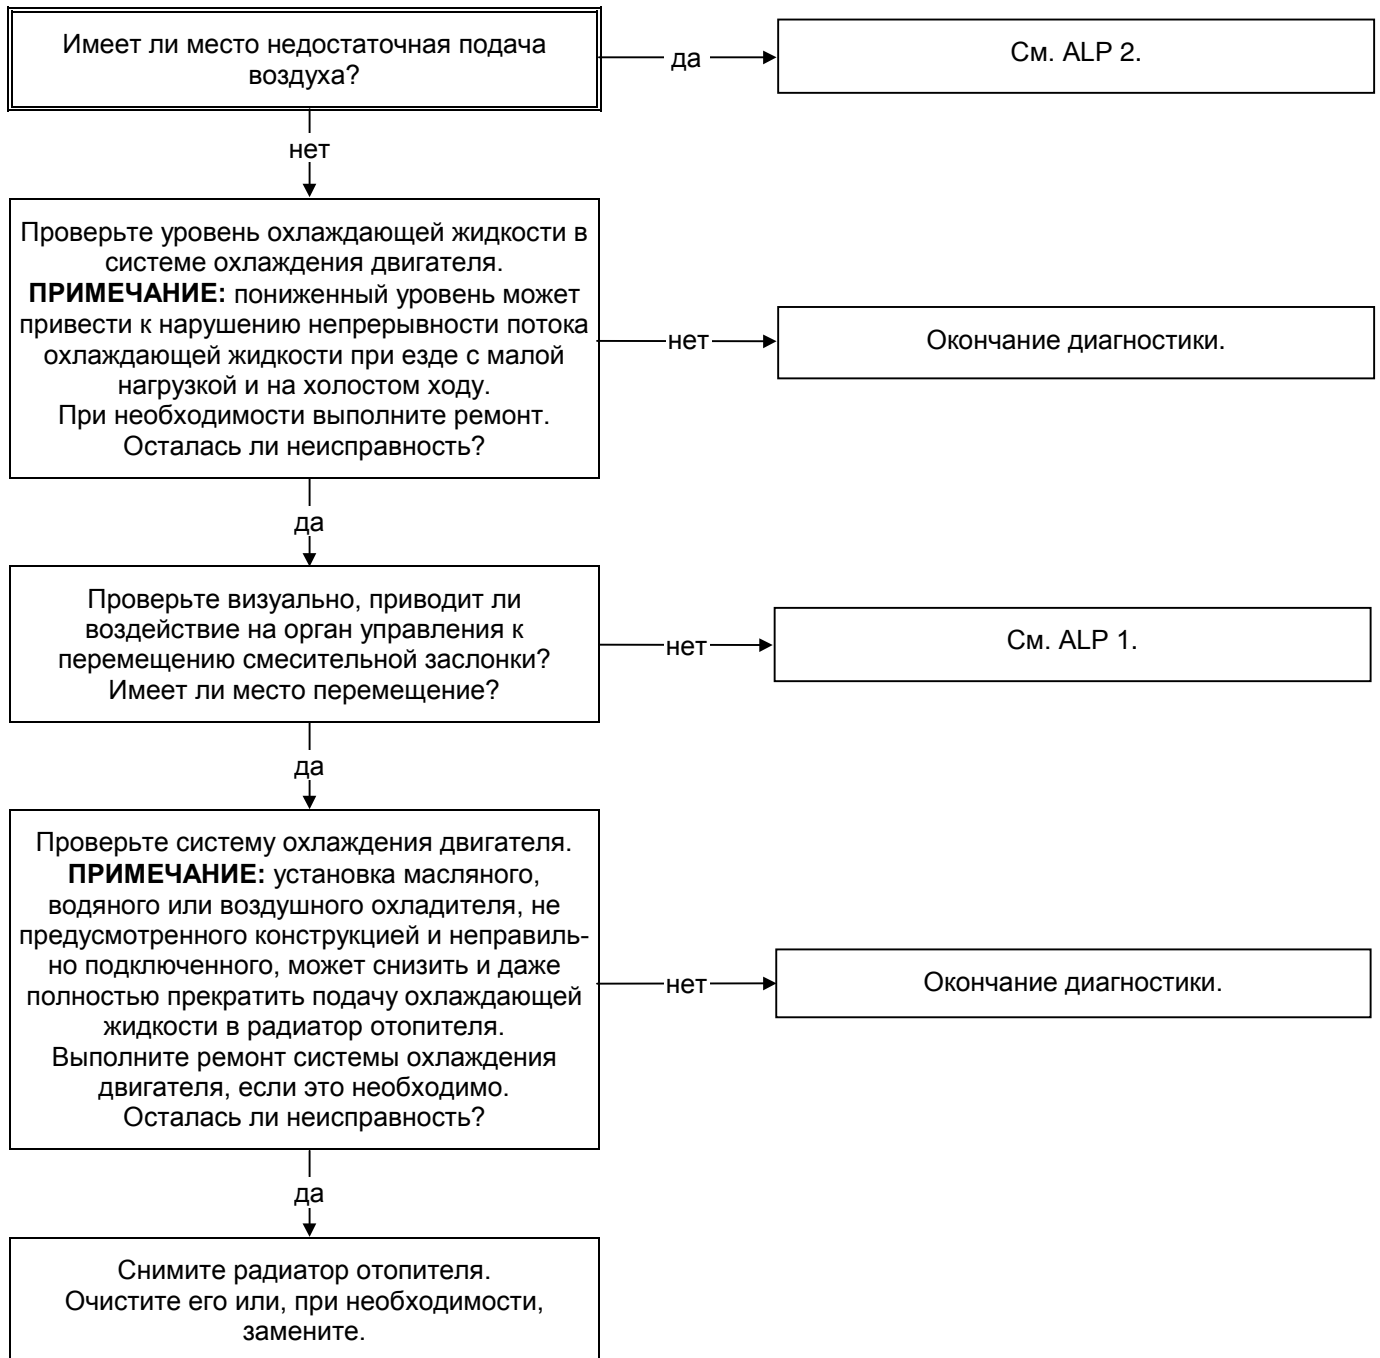 Имеет ли место недостаточная подача
воздуха?
да
См. ALP 2.
нет
Проверьте уровень охлаждающей жидкости в
системе охлаждения двигателя.
ПРИМЕЧАНИЕ: пониженный уровень может
привести к нарушению непрерывности потока
охлаждающей жидкости при езде с малой
нагрузкой и на холостом ходу.
При необходимости выполните ремонт.
Осталась ли неисправность?
нет
Окончание диагностики.
да
Проверьте визуально, приводит ли
воздействие на орган управления к
перемещению смесительной заслонки?
Имеет ли место перемещение?
нет
См. ALP 1.
да
Проверьте систему охлаждения двигателя.
ПРИМЕЧАНИЕ: установка масляного,
водяного или воздушного охладителя, не
предусмотренного конструкцией и неправиль-
но подключенного, может снизить и даже
полностью прекратить подачу охлаждающей
жидкости в радиатор отопителя.
Выполните ремонт системы охлаждения
двигателя, если это необходимо.
Осталась ли неисправность?
нет
Окончание диагностики.
да
Снимите радиатор отопителя.
Очистите его или, при необходимости,
замените.